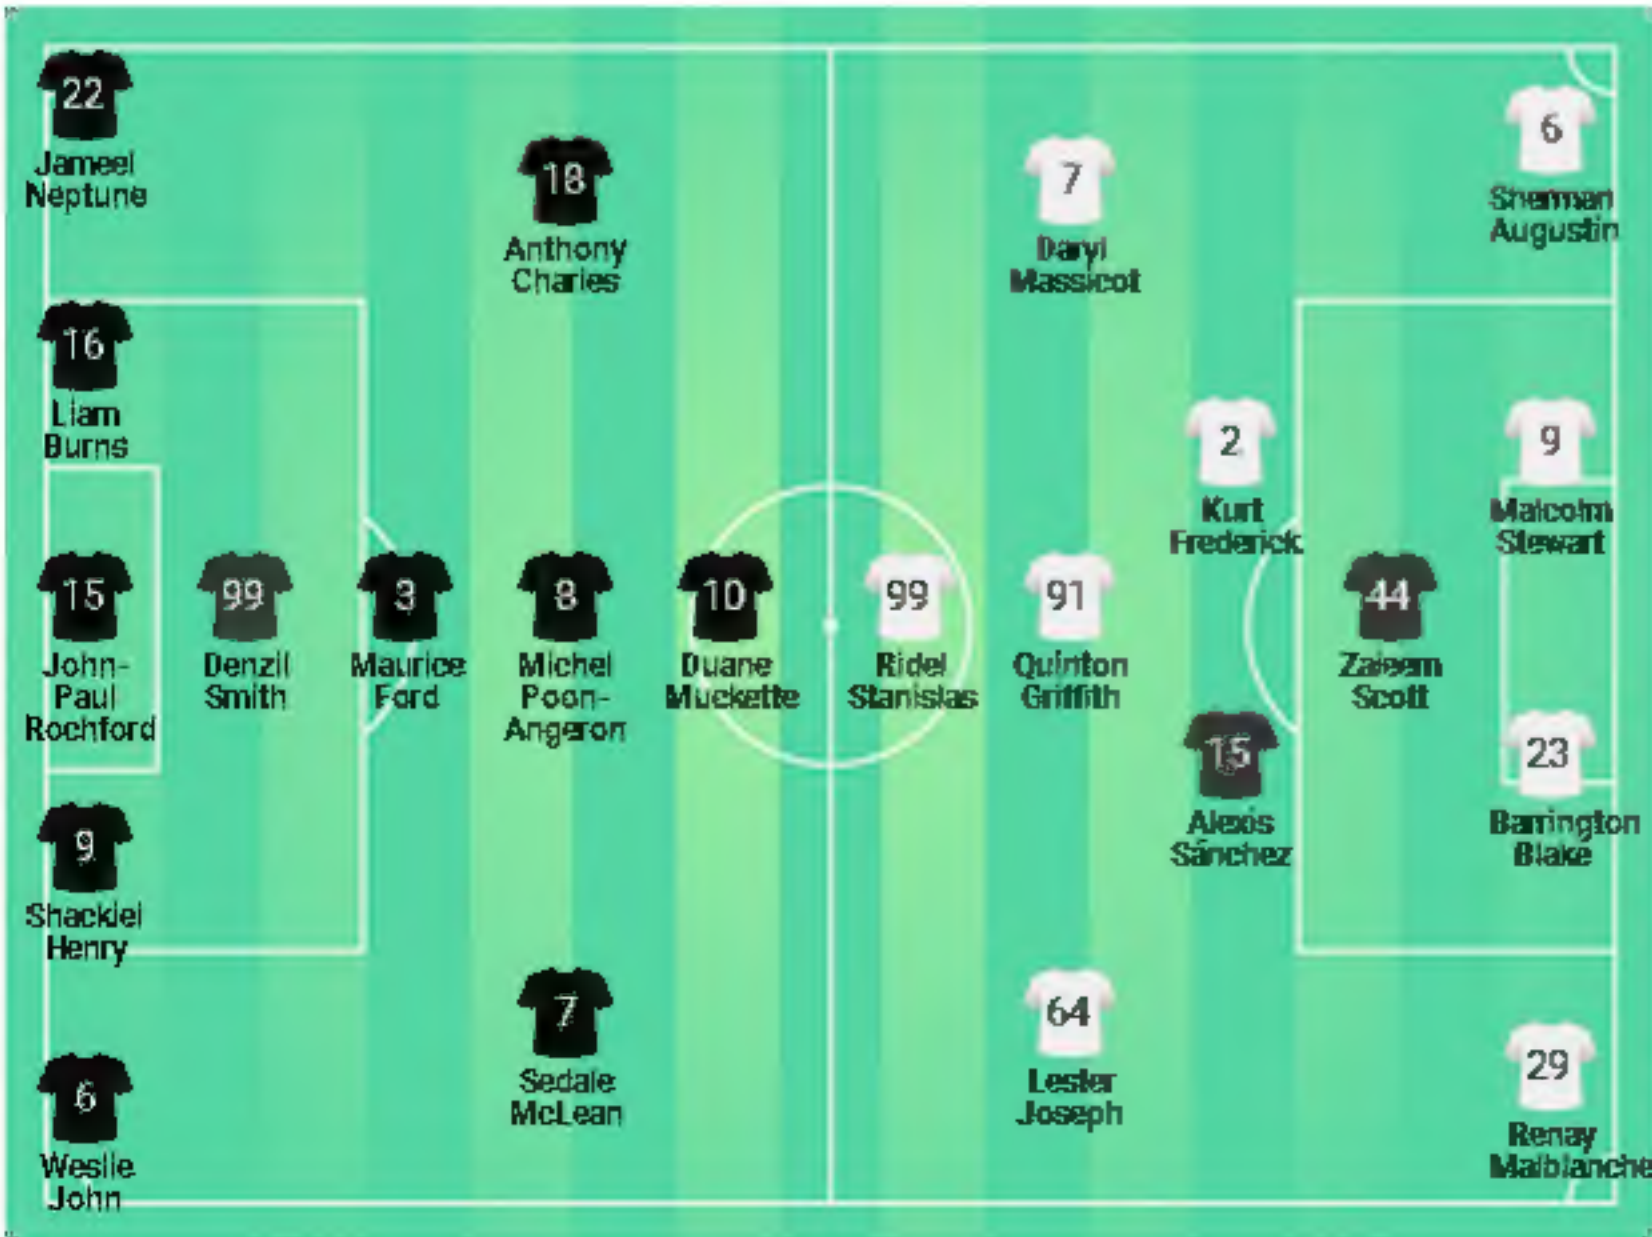 22
Jameel
Neptune
18
Anthony
Charles
7
Daryl
Massicot
6
Sherman
Augustin
16
Liam
Burns
2
Kurt
Frederick
9
Malcolm
Stewart
15
John-
Paul
Rochford
99
Denzil
Smith
3
Maurice
Ford
8
Michel
Poon-
Angeron
10
Duane
Muckette
99
Ridel
Stanislas
91
Quinton
Griffith
44
Zaleem
Scott
15
Alexis
Sánchez
23
Barrington
Blake
9
Shackiel
Henry
7
Sedale
McLean
64
Lester
Joseph
29
Renay
Malblanche
6
Weslie
John